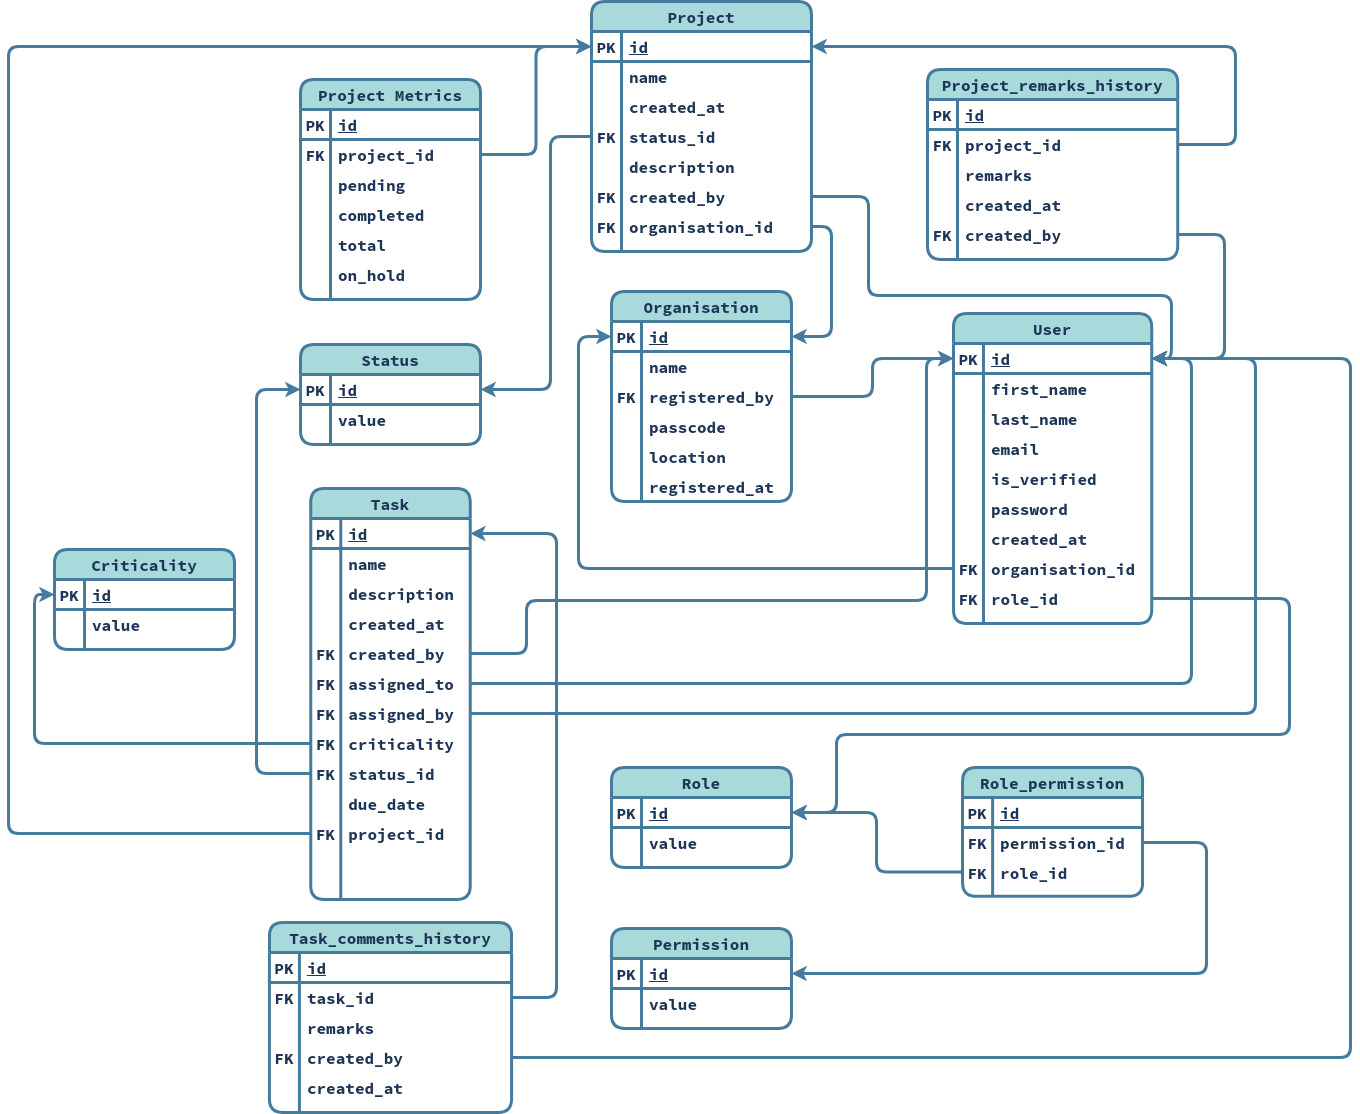 Project
PK id
name
created_at
FK status_id
description
FK created_by
FK organisation_id
Project Metrics
PK id
FK project_id
pending
completed
total
on_hold
Project_remarks_history
PK id
FK project_id
remarks
created_at
FK created_by
Organisation
PK id
name
FK registered_by
passcode
location
registered_at
User
PK id
first_name
last_name
email
is_verified
password
created_at
FK organisation_id
FK role_id
Status
PK id
value
Task
PK id
name
description
created_at
FK created_by
FK assigned_to
FK assigned_by
FK criticality
FK status_id
due_date
FK project_id
Criticality
PK id
value
Role
PK id
value
Role_permission
PK id
FK permission_id
FK role_id
Permission
PK id
value
Task_comments_history
PK id
FK task_id
remarks
FK created_by
created_at